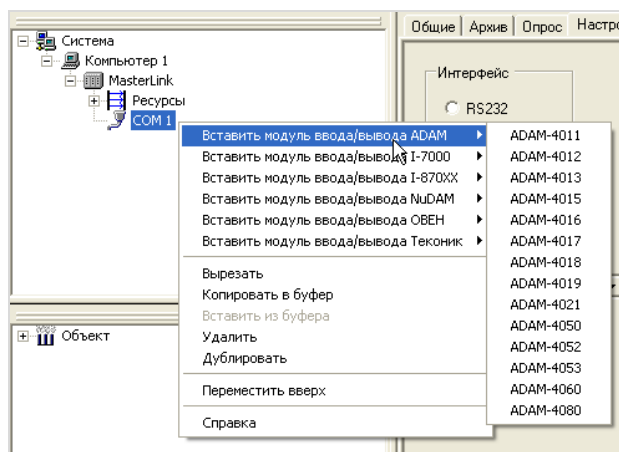 Система
Компьютер 1
MasterLink
Ресурсы
COM 1
Общие Архив Опрос Настро
Интерфейс
RS232
Вставить модуль ввода/вывода ADAM
Вставить модуль ввода/вывода I-7000
Вставить модуль ввода/вывода I-870XX
Вставить модуль ввода/вывода NuDAM
Вставить модуль ввода/вывода ОВЕН
Вставить модуль ввода/вывода Теконик
Вырезать
Копировать в буфер
Вставить из буфера
Удалить
Дублировать
Переместить вверх
Справка
ADAM-4011
ADAM-4012
ADAM-4013
ADAM-4015
ADAM-4016
ADAM-4017
ADAM-4018
ADAM-4019
ADAM-4021
ADAM-4050
ADAM-4052
ADAM-4053
ADAM-4060
ADAM-4080
Объект